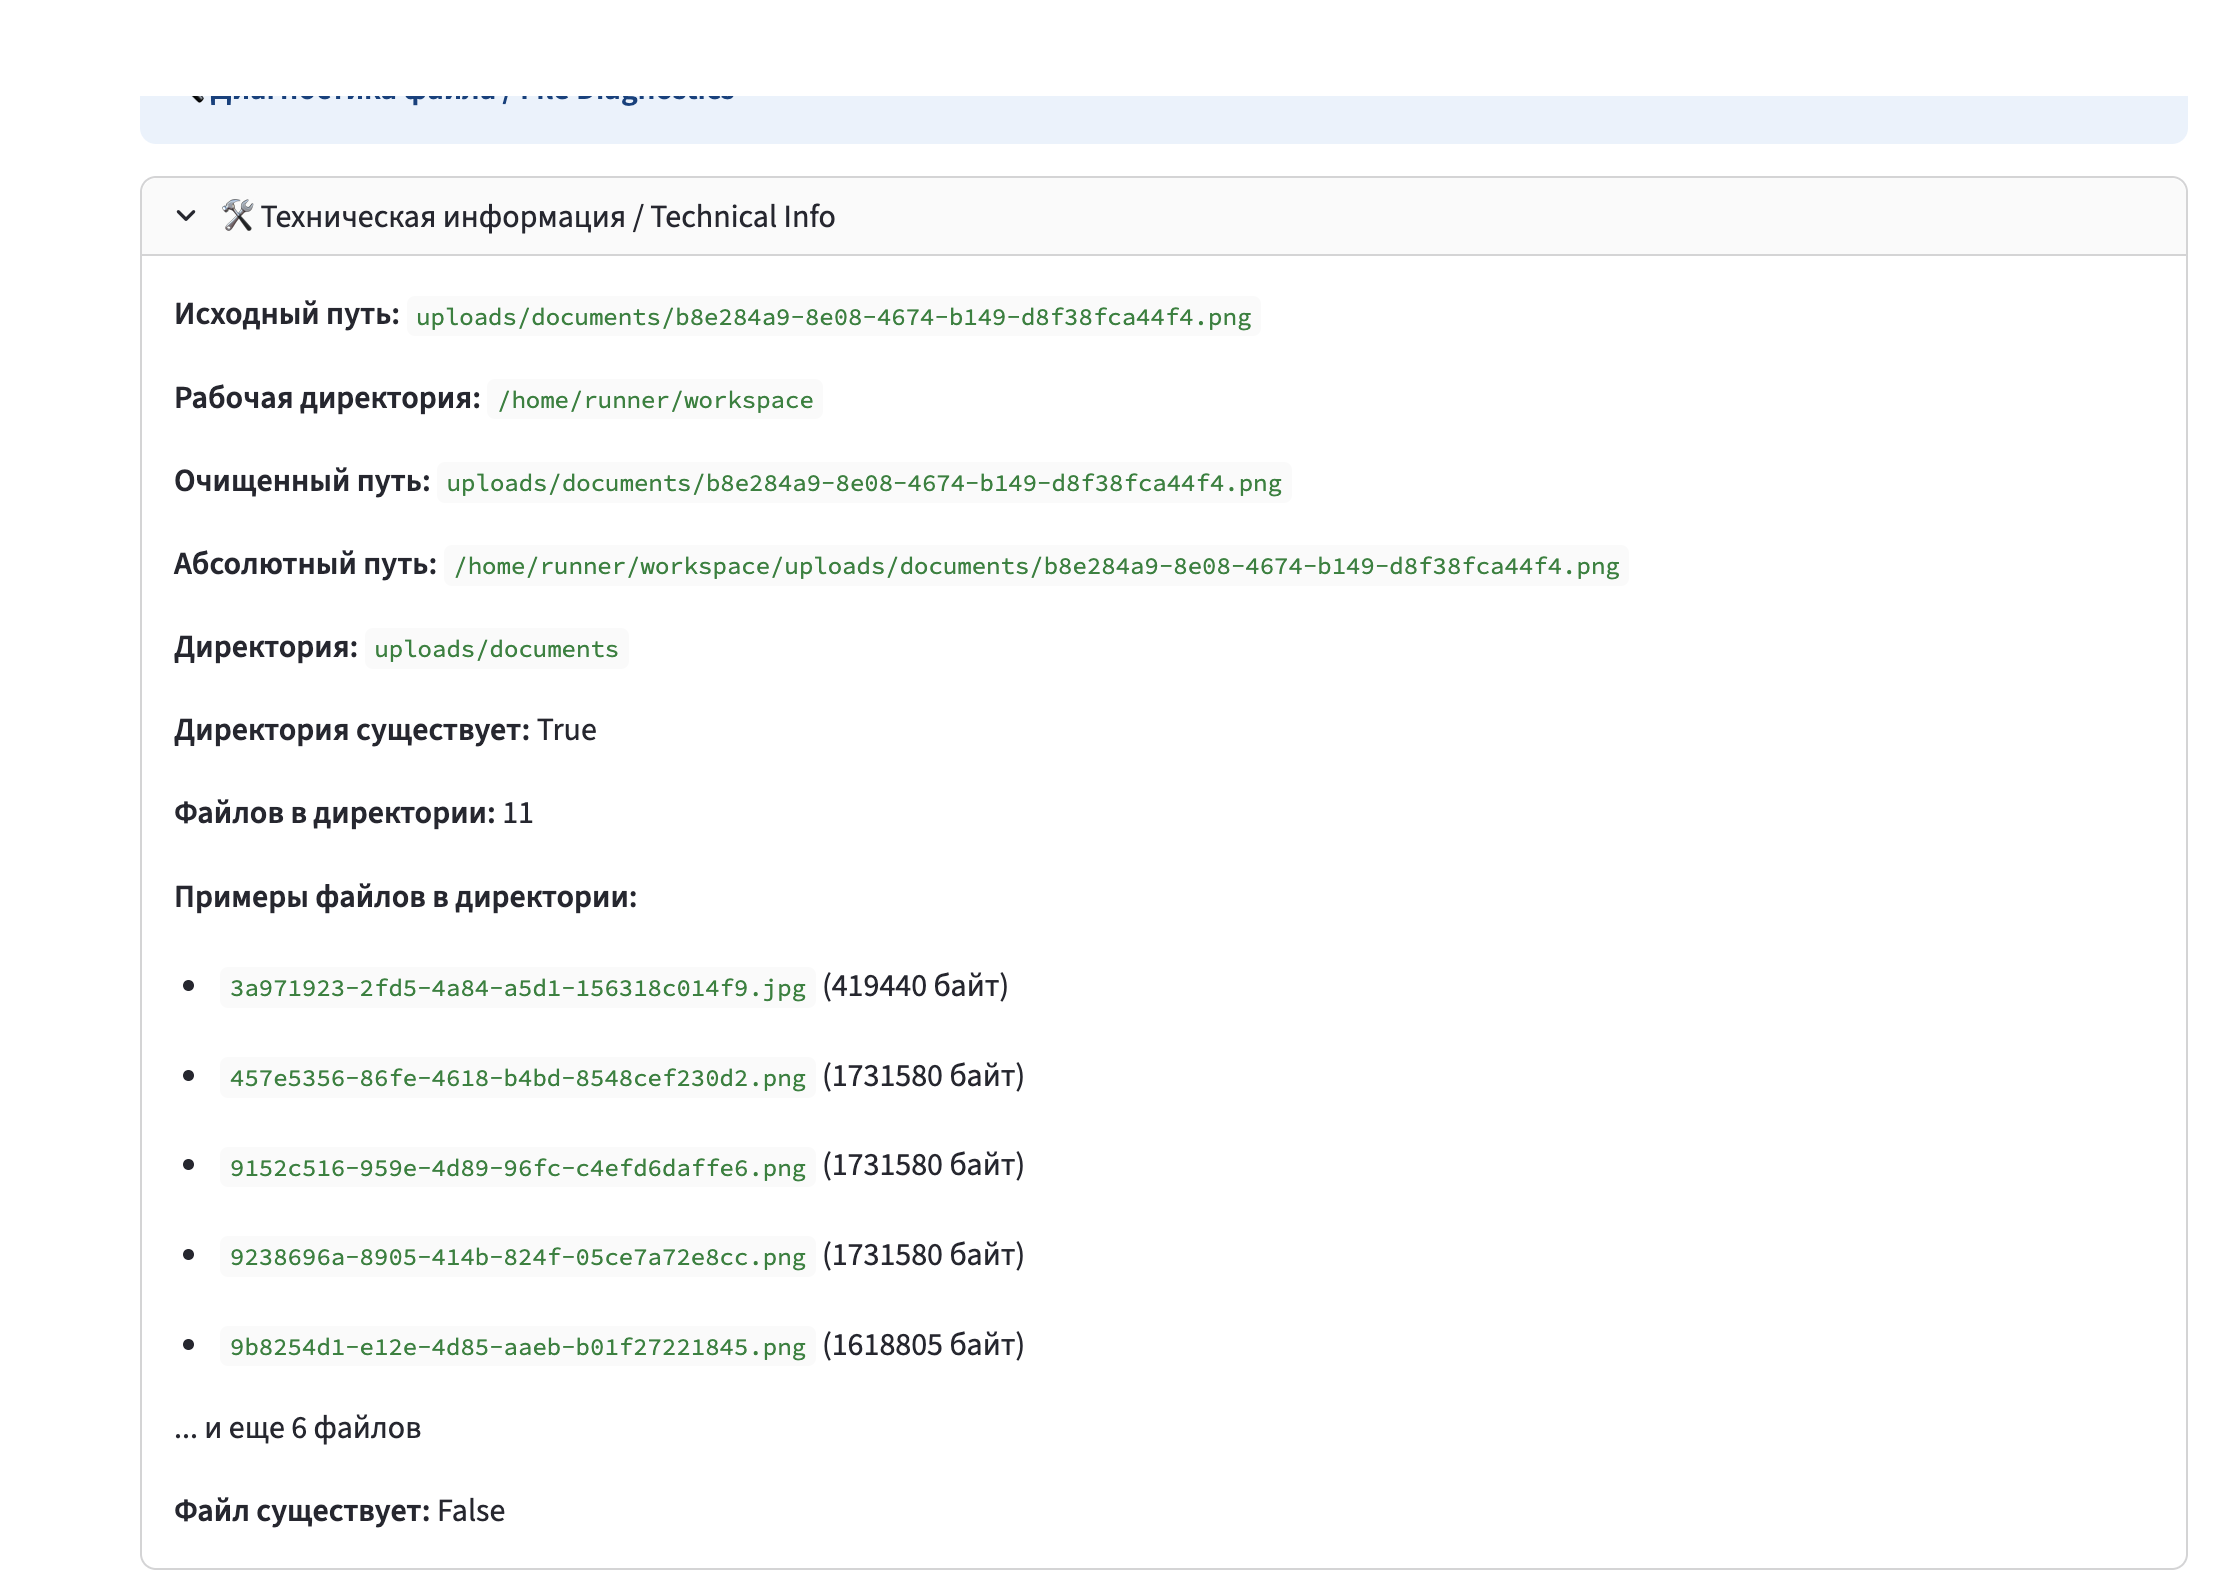 Диагностика файла / File Diagnostics
🛠 Техническая информация / Technical Info
Исходный путь: uploads/documents/b8e284a9-8e08-4674-b149-d8f38fca44f4.png
Рабочая директория: /home/runner/workspace
Очищенный путь: uploads/documents/b8e284a9-8e08-4674-b149-d8f38fca44f4.png
Абсолютный путь: /home/runner/workspace/uploads/documents/b8e284a9-8e08-4674-b149-d8f38fca44f4.png
Директория: uploads/documents
Директория существует: True
Файлов в директории: 11
Примеры файлов в директории:
• 3a971923-2fd5-4a84-a5d1-156318c014f9.jpg (419440 байт)
• 457e5356-86fe-4618-b4bd-8548cef230d2.png (1731580 байт)
• 9152c516-959e-4d89-96fc-c4efd6daffe6.png (1731580 байт)
• 9238696a-8905-414b-824f-05ce7a72e8cc.png (1731580 байт)
• 9b8254d1-e12e-4d85-aaeb-b01f27221845.png (1618805 байт)
... и еще 6 файлов
Файл существует: False